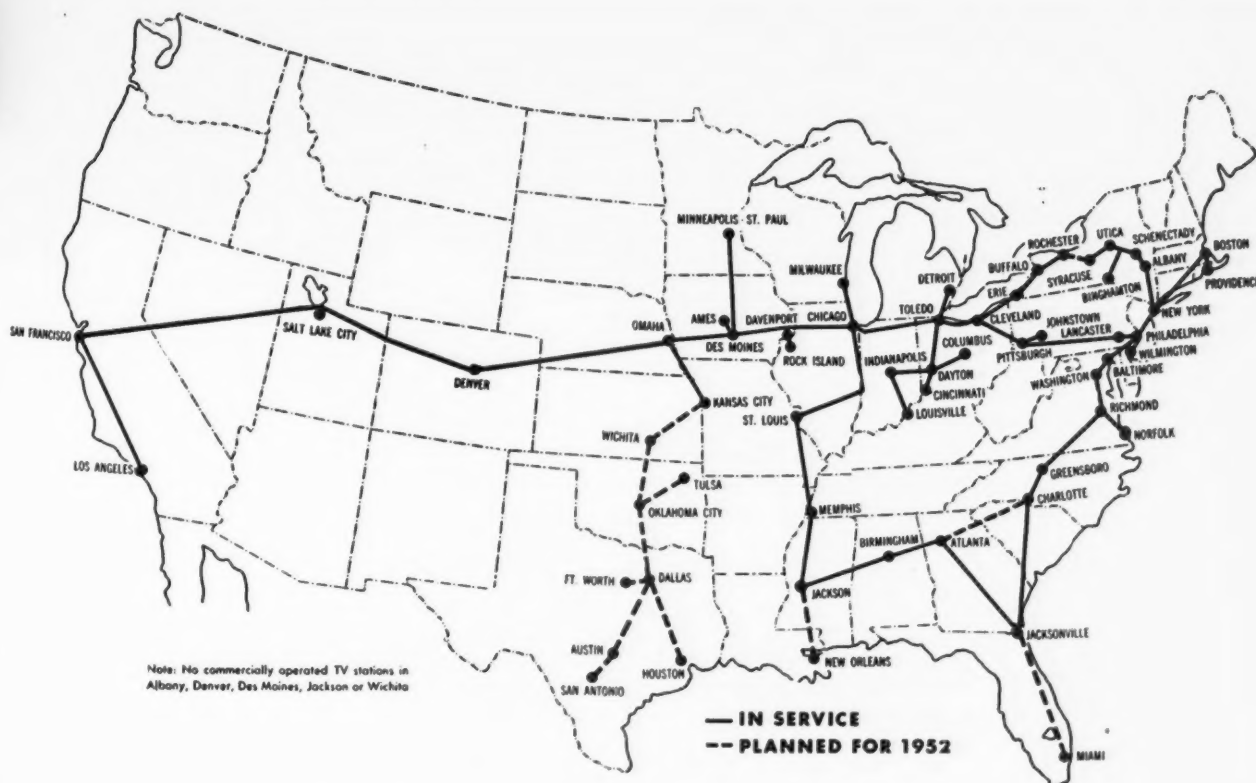 MINNEAPOLIS-ST. PAUL
MILWAUKEE
DETROIT
BUFFALO
ROCHESTER
UTICA
SCHENECTADY
BOSTON
ALBANY
PROVIDENCE
SYRACUSE
BINGHAMTON
ERIE
NEW YORK
SAN FRANCISCO
SALT LAKE CITY
DENVER
OMAHA
AMES
DES MOINES
DAVENPORT
ROCK ISLAND
CHICAGO
TOLEDO
CLEVELAND
JOHNSTOWN
LANCASTER
PHILADELPHIA
PITTSBURGH
WILMINGTON
COLUMBUS
INDIANAPOLIS
DAYTON
CINCINNATI
LOUISVILLE
WASHINGTON
BALTIMORE
RICHMOND
NORFOLK
KANSAS CITY
ST. LOUIS
WICHITA
LOS ANGELES
TULSA
OKLAHOMA CITY
GREENSBORO
CHARLOTTE
MEMPHIS
BIRMINGHAM
ATLANTA
FT. WORTH
DALLAS
JACKSON
JACKSONVILLE
AUSTIN
SAN ANTONIO
HOUSTON
NEW ORLEANS
MIAMI
Note: No commercially operated TV stations in
Albany, Denver, Des Moines, Jackson or Wichita
IN SERVICE
PLANNED FOR 1952